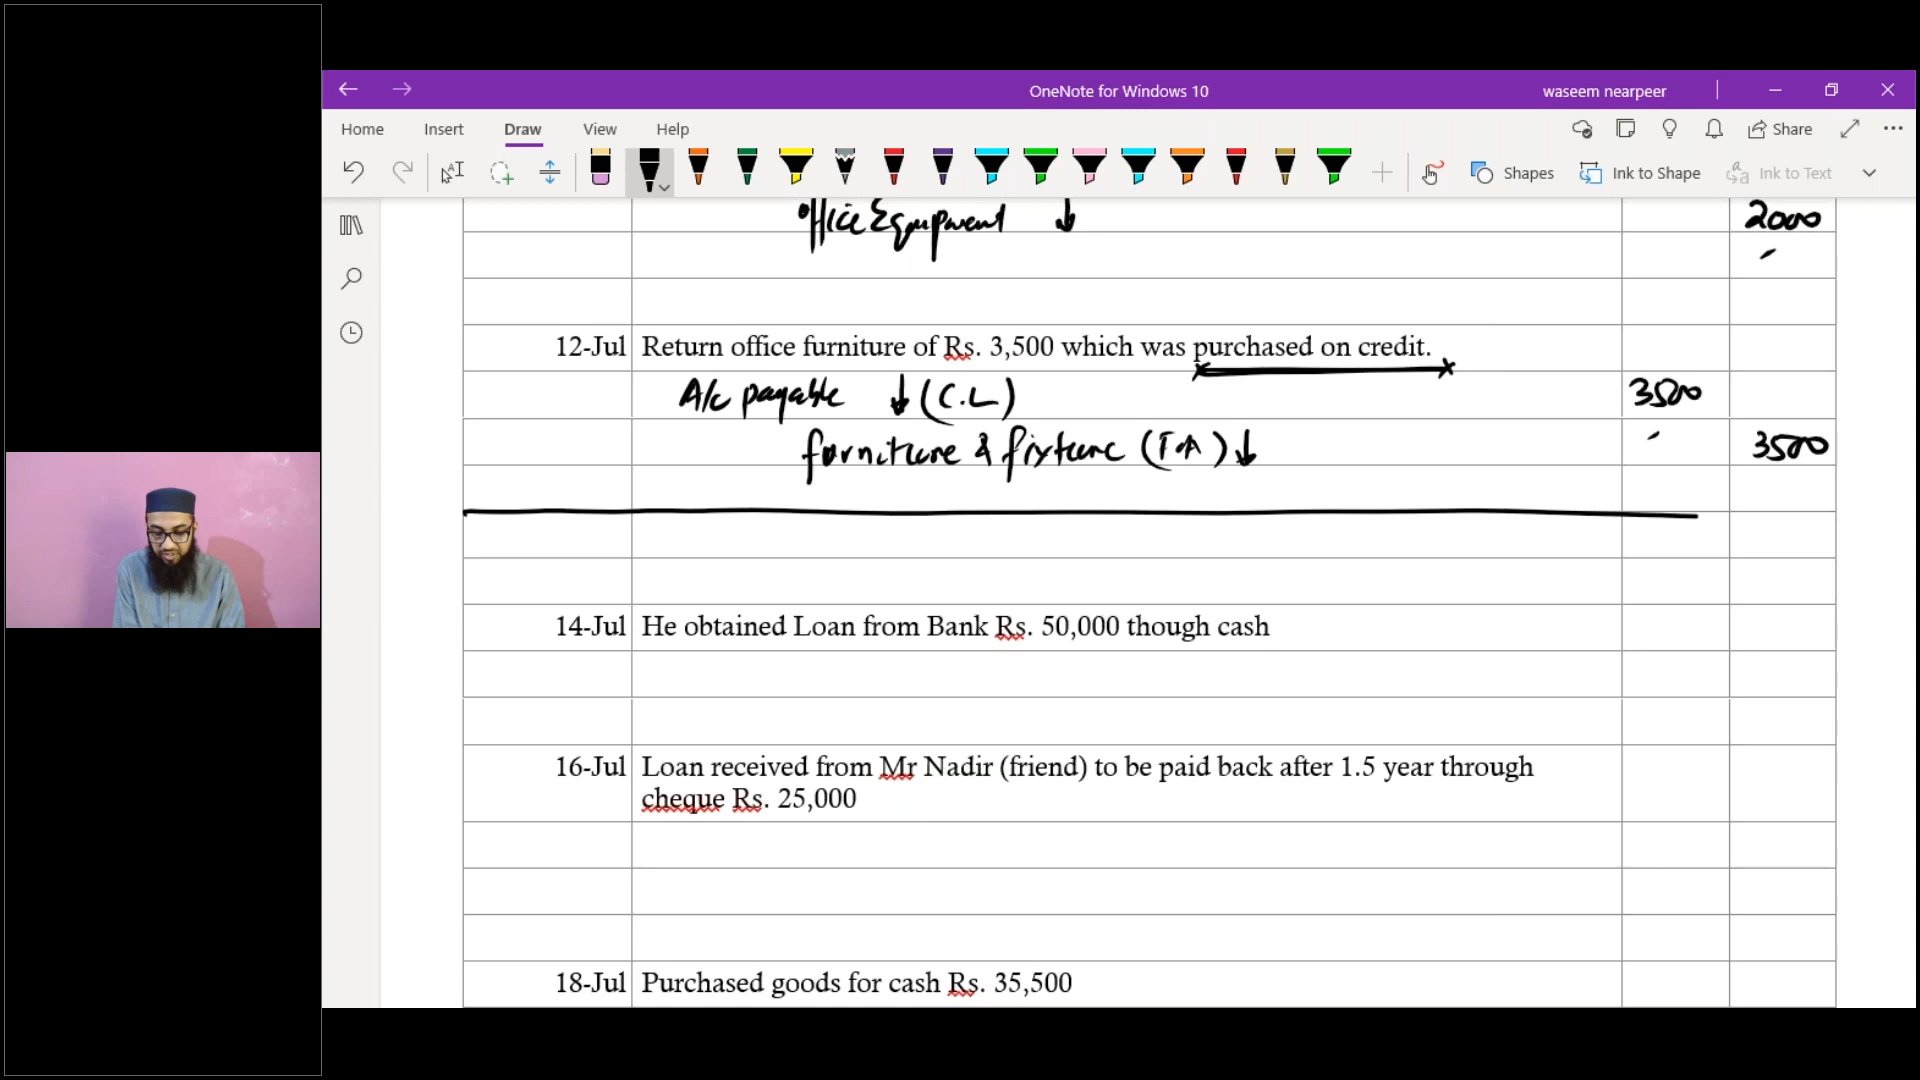 OneNote for Windows 10
waseem nearpeer
Home Insert Draw View Help
Share
Shapes Ink to Shape Ink to Text
office Equipment ↓ 2000
12-Jul Return office furniture of Rs. 3,500 which was purchased on credit.
A/c payable ↓ (C.L) 3500
furniture & fixture (TA) ↓ 3500
14-Jul He obtained Loan from Bank Rs. 50,000 though cash
16-Jul Loan received from Mr Nadir (friend) to be paid back after 1.5 year through
cheque Rs. 25,000
18-Jul Purchased goods for cash Rs. 35,500